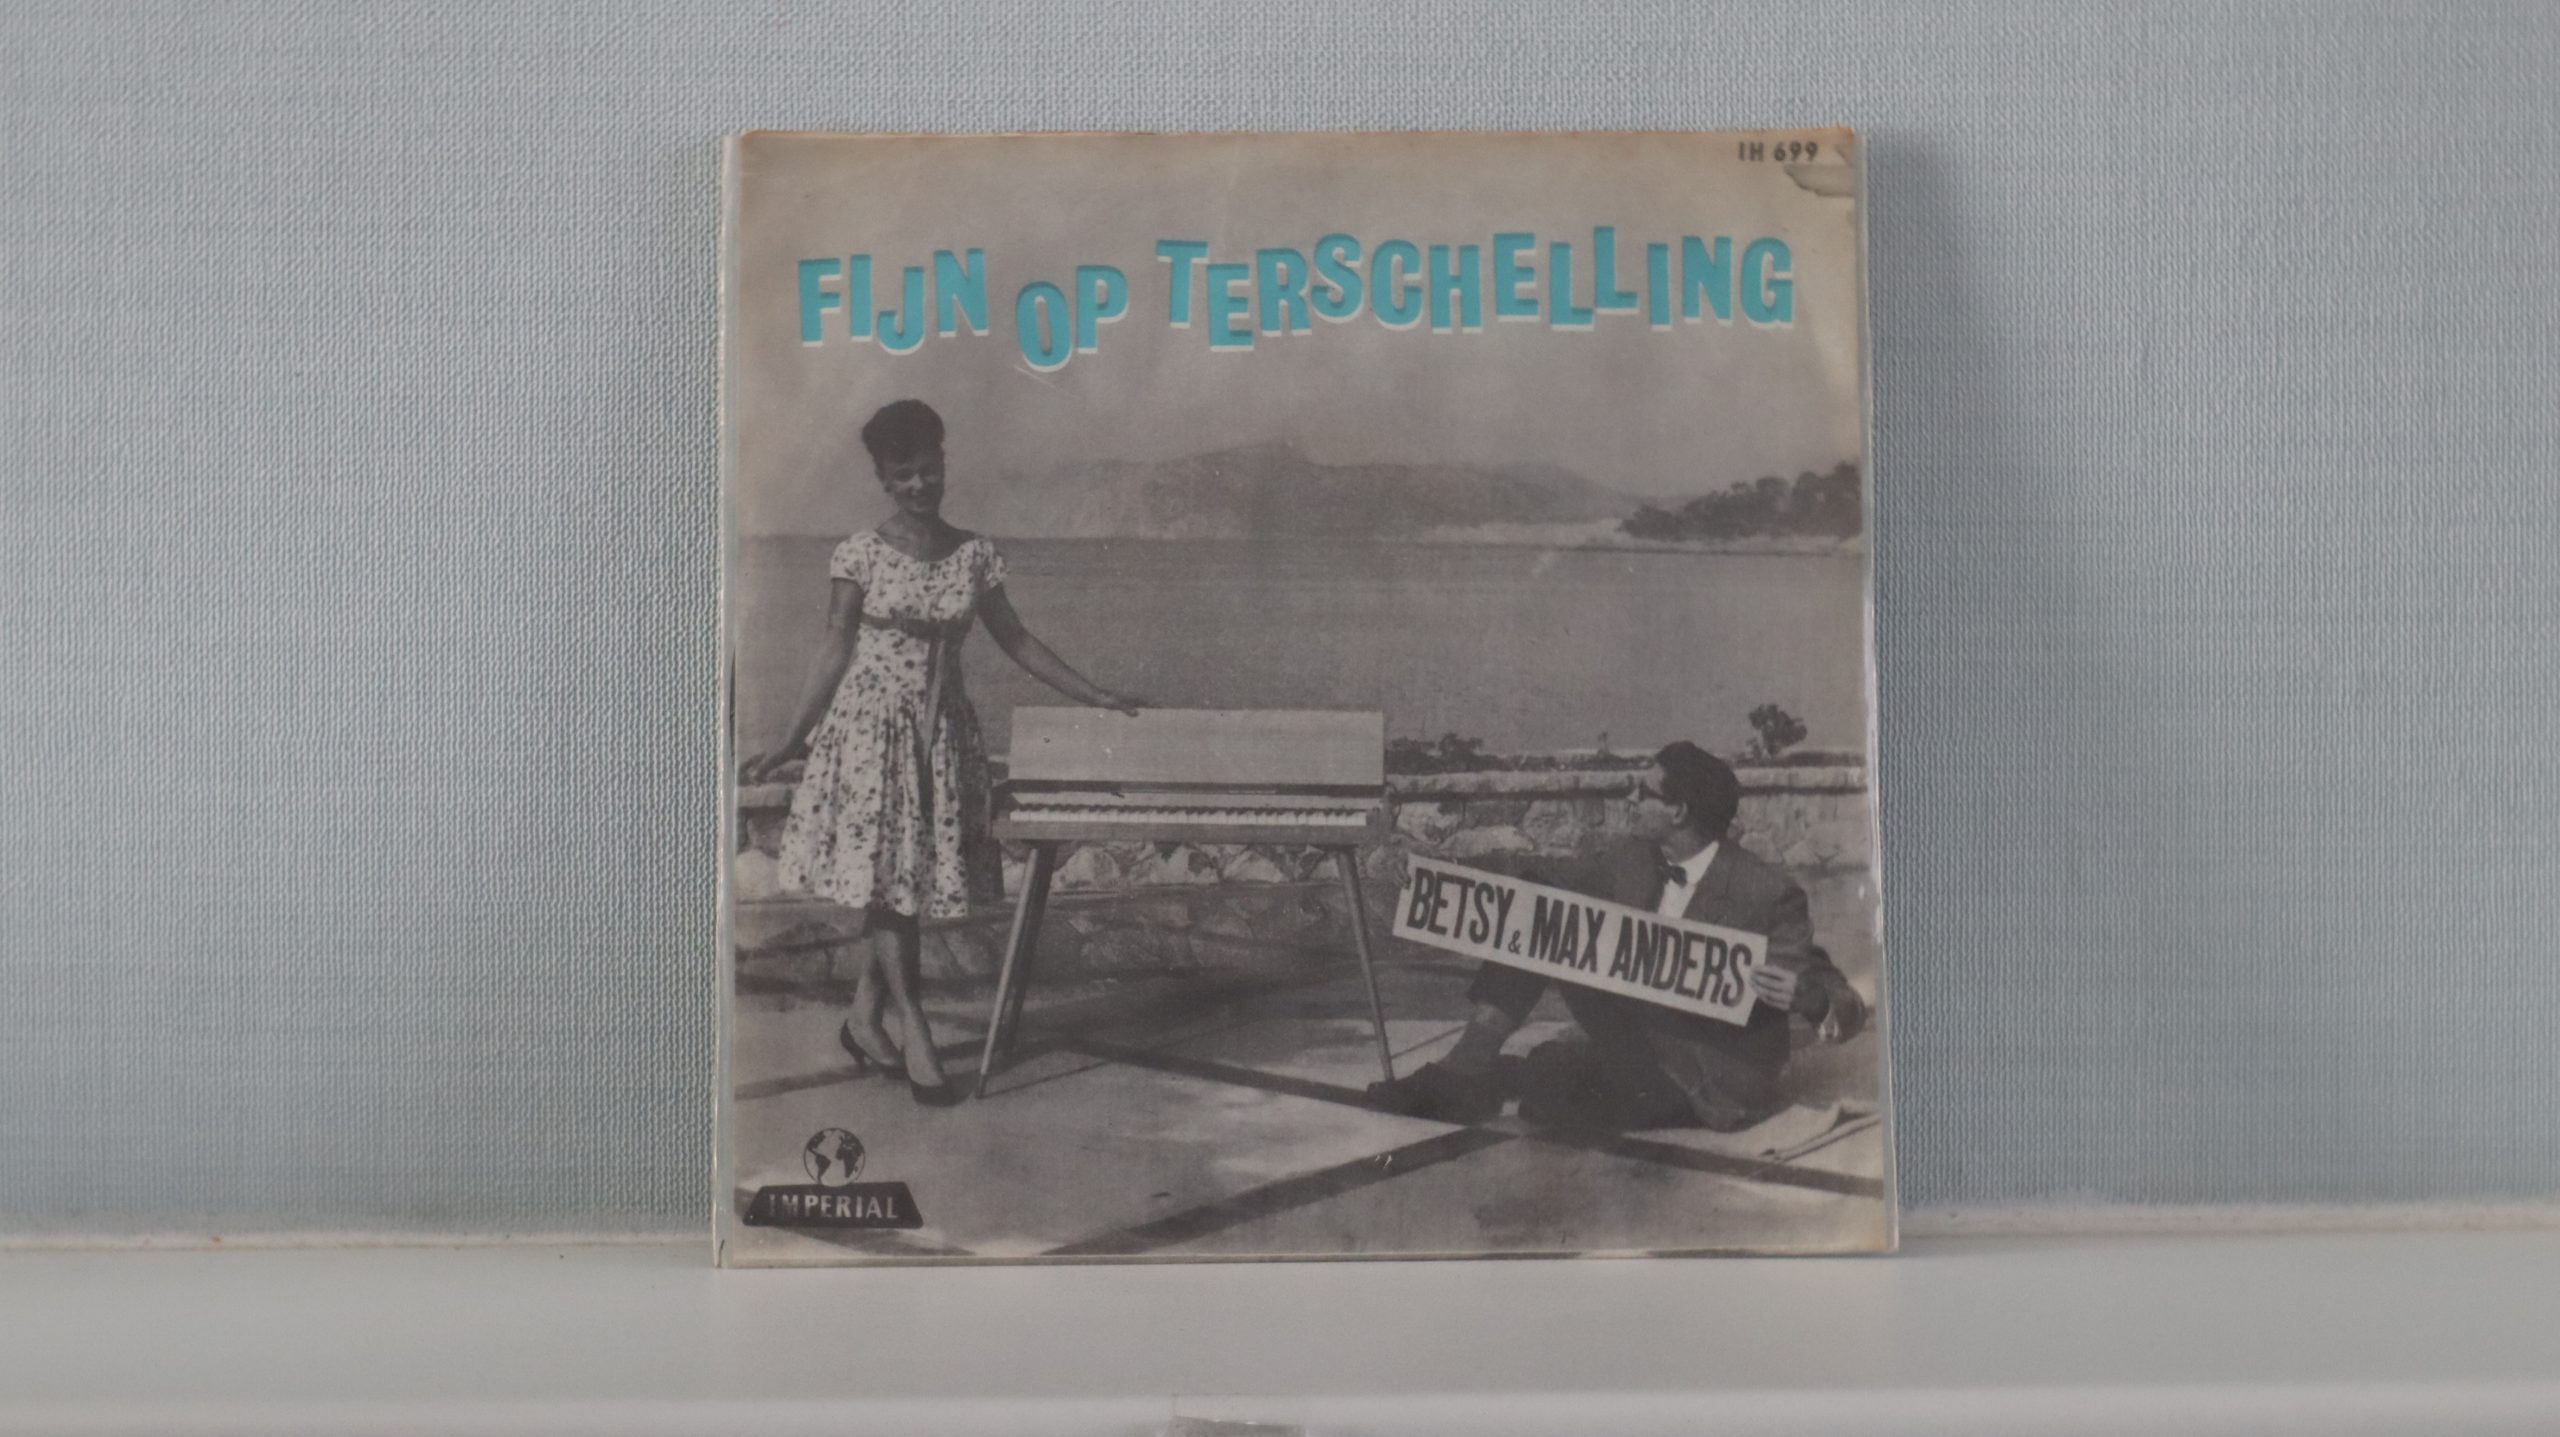 IH 699
FIJN OP TERSCHELLING
BETSY & MAX ANDERS
IMPERIAL